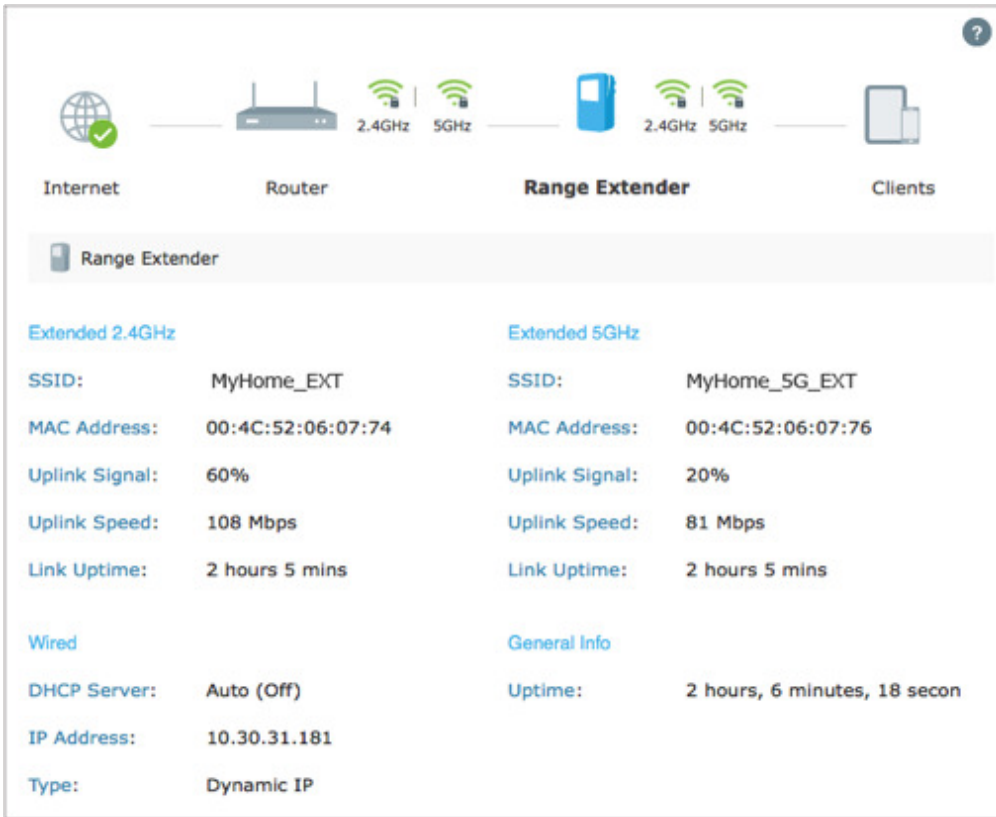 ?
2.4GHz 5GHz 2.4GHz 5GHz
Internet Router Range Extender Clients
Range Extender
Extended 2.4GHz Extended 5GHz
SSID: MyHome_EXT SSID: MyHome_5G_EXT
MAC Address: 00:4C:52:06:07:74 MAC Address: 00:4C:52:06:07:76
Uplink Signal: 60% Uplink Signal: 20%
Uplink Speed: 108 Mbps Uplink Speed: 81 Mbps
Link Uptime: 2 hours 5 mins Link Uptime: 2 hours 5 mins
Wired General Info
DHCP Server: Auto (Off) Uptime: 2 hours, 6 minutes, 18 secon
IP Address: 10.30.31.181
Type: Dynamic IP